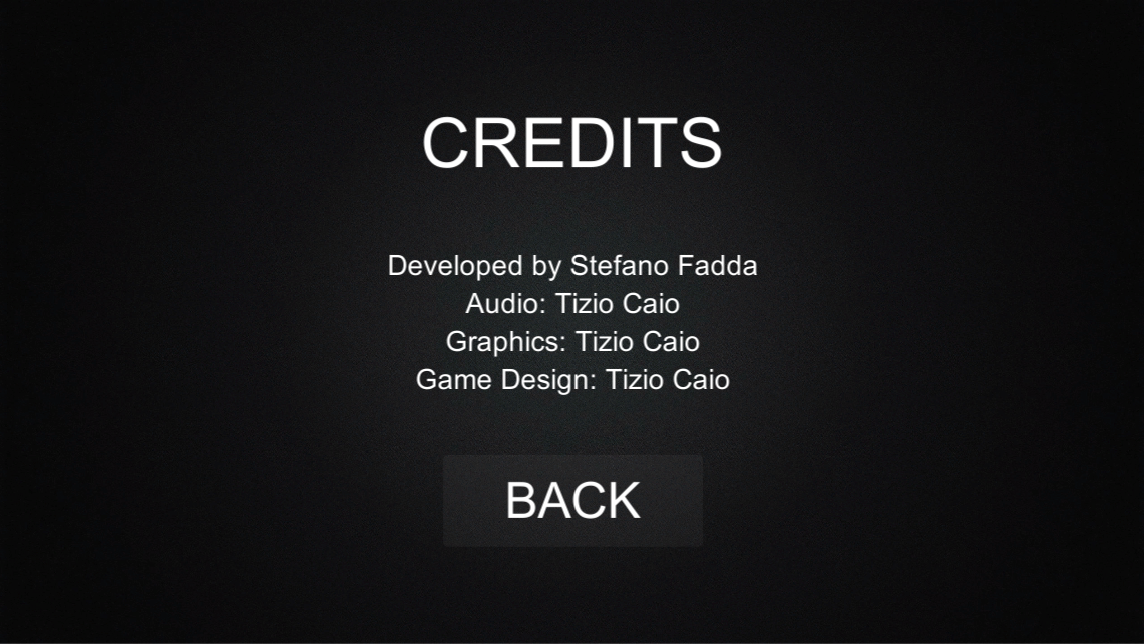 CREDITS
Developed by Stefano Fadda
Audio: Tizio Caio
Graphics: Tizio Caio
Game Design: Tizio Caio
BACK